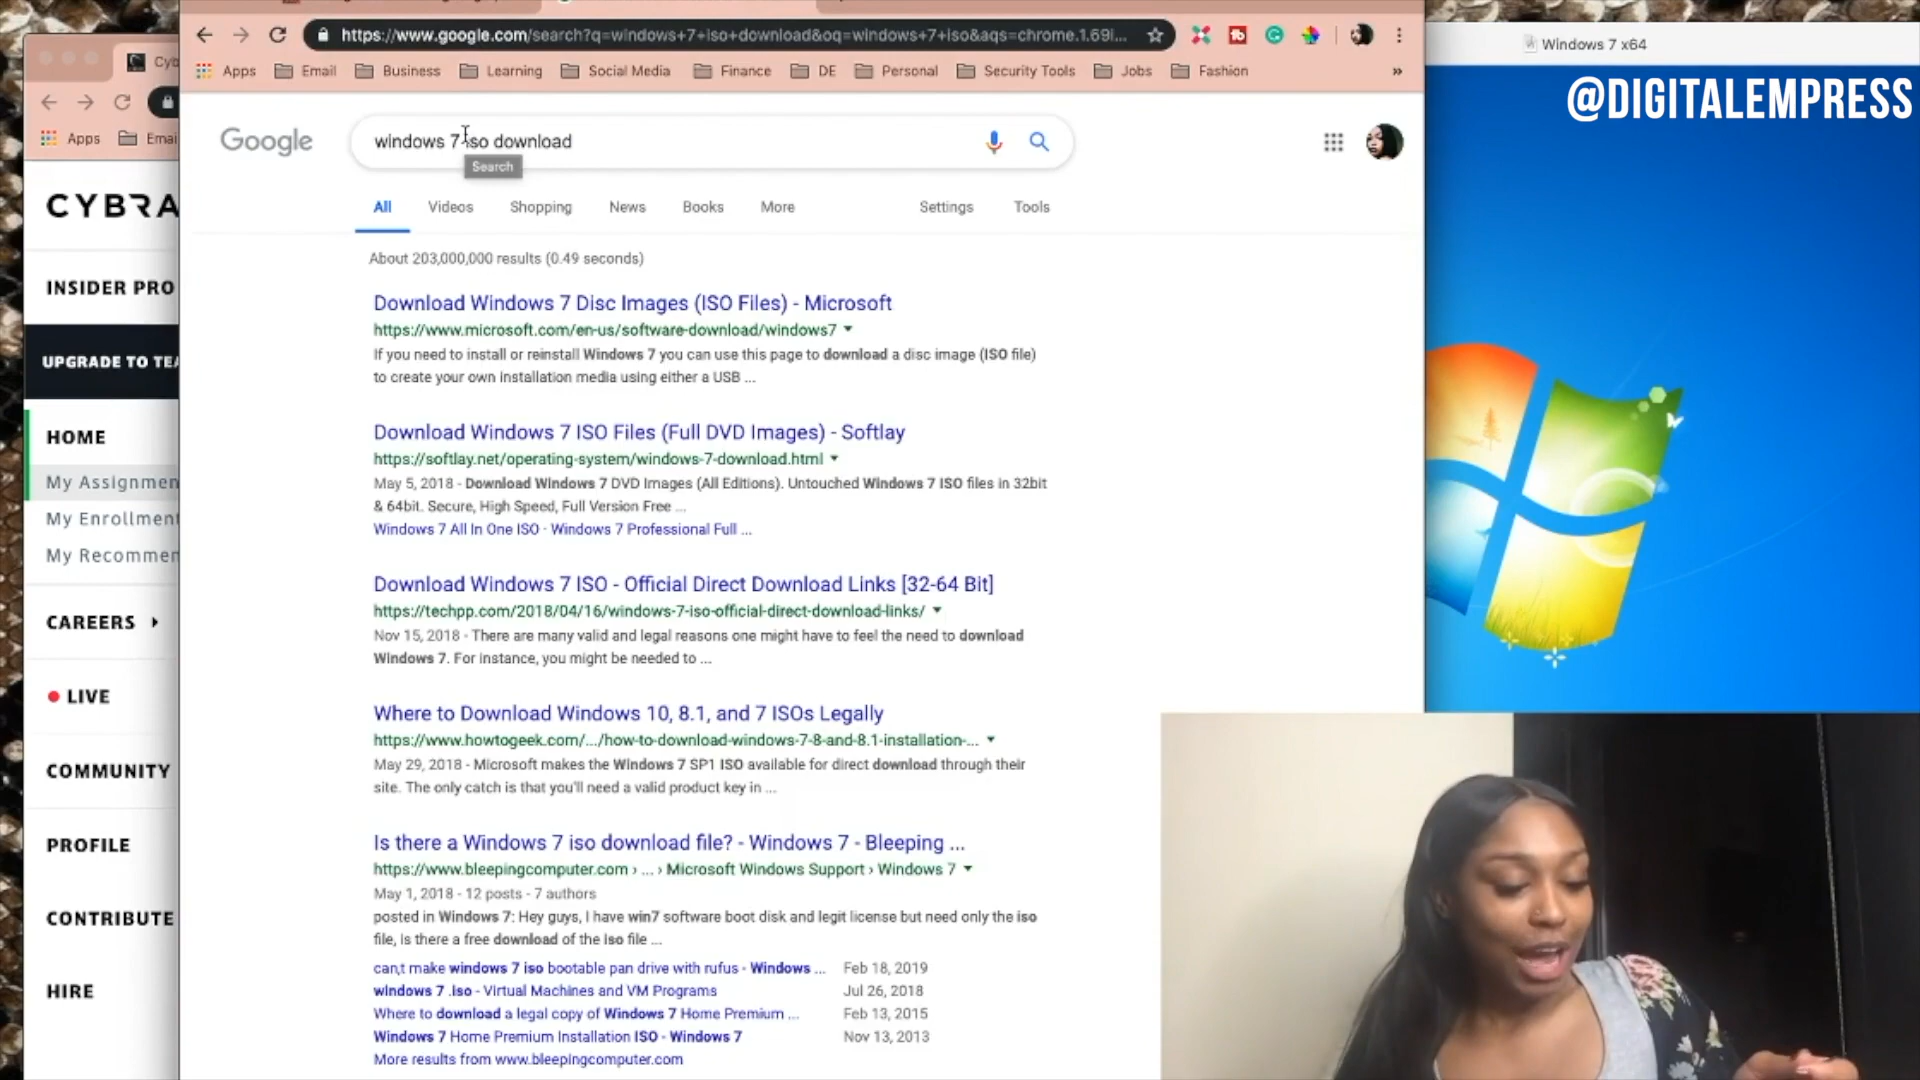 https://www.google.com/search?q=windows+7+iso+download&oq=windows+7+iso&aqs=chrome.1.69i...
Apps Email Business Learning Social Media Finance DE Personal Security Tools Jobs Fashion »
Windows 7 x64
@DIGITALEMPRESS
Cyb
Apps Emai
Google
windows 7 iso download
Search
All Videos Shopping News Books More Settings Tools
About 203,000,000 results (0.49 seconds)
Download Windows 7 Disc Images (ISO Files) - Microsoft
https://www.microsoft.com/en-us/software-download/windows7
If you need to install or reinstall Windows 7 you can use this page to download a disc image (ISO file)
to create your own installation media using either a USB ...
Download Windows 7 ISO Files (Full DVD Images) - Softlay
https://softlay.net/operating-system/windows-7-download.html
May 5, 2018 - Download Windows 7 DVD Images (All Editions). Untouched Windows 7 ISO files in 32bit
& 64bit. Secure, High Speed, Full Version Free ...
Windows 7 All In One ISO · Windows 7 Professional Full ...
Download Windows 7 ISO - Official Direct Download Links [32-64 Bit]
https://techpp.com/2018/04/16/windows-7-iso-official-direct-download-links/
Nov 15, 2018 - There are many valid and legal reasons one might have to feel the need to download
Windows 7. For instance, you might be needed to ...
Where to Download Windows 10, 8.1, and 7 ISOs Legally
https://www.howtogeek.com/.../how-to-download-windows-7-8-and-8.1-installation-...
May 29, 2018 - Microsoft makes the Windows 7 SP1 ISO available for direct download through their
site. The only catch is that you'll need a valid product key in ...
Is there a Windows 7 iso download file? - Windows 7 - Bleeping ...
https://www.bleepingcomputer.com › ... › Microsoft Windows Support › Windows 7
May 1, 2018 - 12 posts - 7 authors
posted in Windows 7: Hey guys, I have win7 software boot disk and legit license but need only the iso
file, is there a free download of the iso file ...
can,t make windows 7 iso bootable pan drive with rufus - Windows ... Feb 18, 2019
windows 7 .iso - Virtual Machines and VM Programs Jul 26, 2018
Where to download a legal copy of Windows 7 Home Premium ... Feb 13, 2015
Windows 7 Home Premium Installation ISO - Windows 7 Nov 13, 2013
More results from www.bleepingcomputer.com
CYBRA
INSIDER PRO
UPGRADE TO TEA
HOME
My Assignmen
My Enrollment
My Recommen
CAREERS
LIVE
COMMUNITY
PROFILE
CONTRIBUTE
HIRE